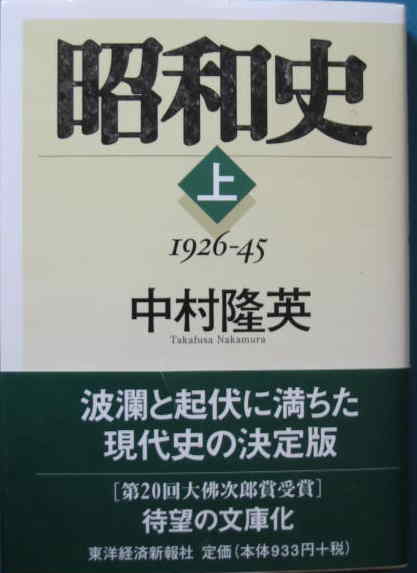 昭和史
上
1926-45
中村隆英
Takafusa Nakamura
波瀾と起伏に満ちた
現代史の決定版
[第20回大佛次郎賞受賞]
待望の文庫化
東洋経済新報社 定価(本体933円+税)